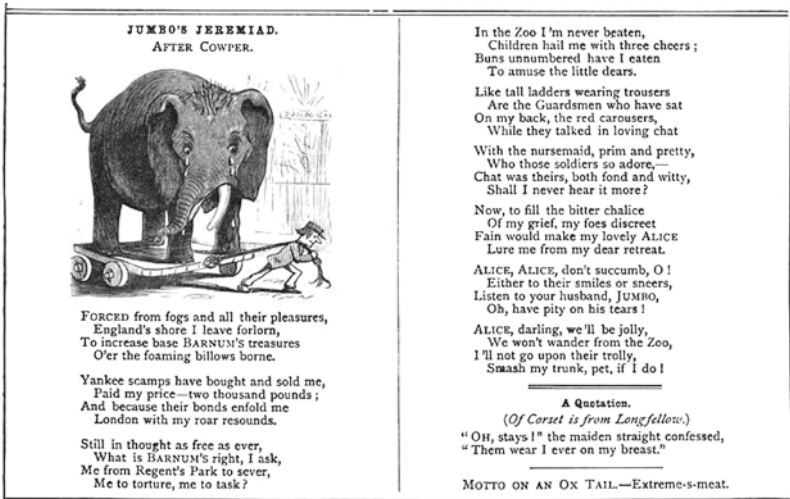 JUMBO'S JEREMIAD.
AFTER COWPER.
FORCED from fogs and all their pleasures,
England's shore I leave forlorn,
To increase base BARNUM'S treasures
O'er the foaming billows borne.
Yankee scamps have bought and sold me,
Paid my price—two thousand pounds;
And because their bonds enfold me
London with my roar resounds.
Still in thought as free as ever,
What is BARNUM'S right, I ask,
Me from Regent's Park to sever,
Me to torture, me to task?
In the Zoo I'm never beaten,
Children hail me with three cheers;
Buns unnumbered have I eaten
To amuse the little dears.
Like tall ladders wearing trousers
Are the Guardsmen who have sat
On my back, the red carousers,
While they talked in loving chat
With the nursemaid, prim and pretty,
Who those soldiers so adore,—
Chat was theirs, both fond and witty,
Shall I never hear it more?
Now, to fill the bitter chalice
Of my grief, my foes discreet
Fain would make my lovely ALICE
Lure me from my dear retreat.
ALICE, ALICE, don't succumb, O!
Either to their smiles or sneers,
Listen to your husband, JUMBO,
Oh, have pity on his tears!
ALICE, darling, we'll be jolly,
We won't wander from the Zoo,
I'll not go upon their trolly,
Smash my trunk, pet, if I do!
A Quotation.
(Of Corset is from Longfellow.)
"OH, stays!" the maiden straight confessed,
"Them wear I ever on my breast."
MOTTO ON AN OX TAIL.—Extreme-s-meat.